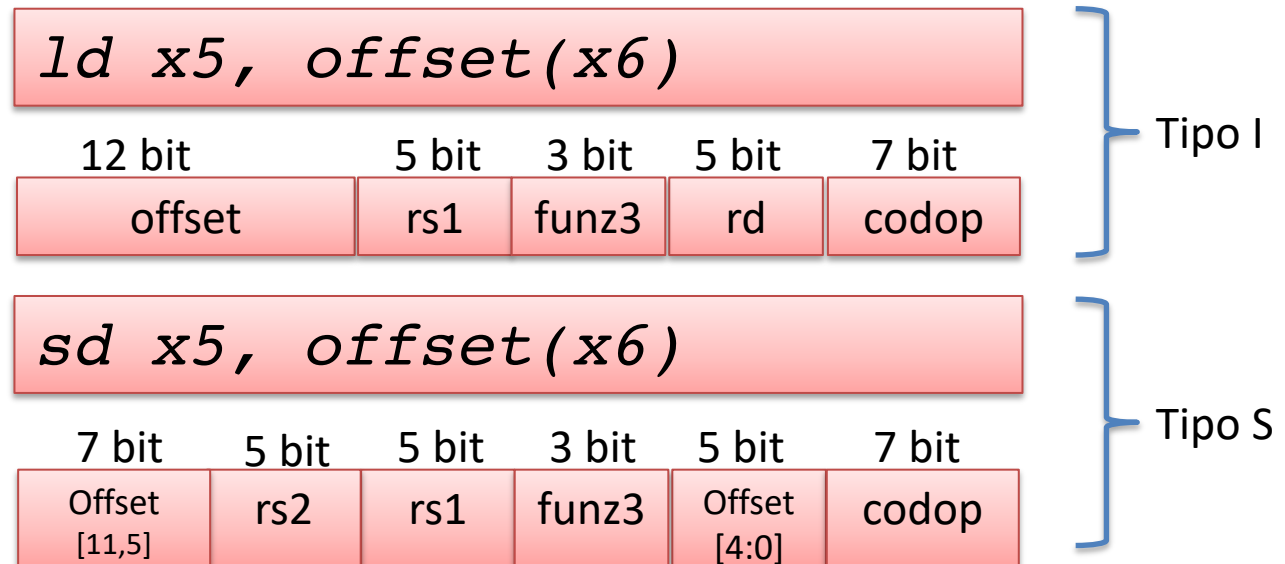 ld x5, offset(x6)
Tipo I
12 bit 5 bit 3 bit 5 bit 7 bit
offset rs1 funz3 rd codop
sd x5, offset(x6)
Tipo S
7 bit 5 bit 5 bit 3 bit 5 bit 7 bit
Offset rs2 rs1 funz3 Offset codop
[11,5] [4:0]